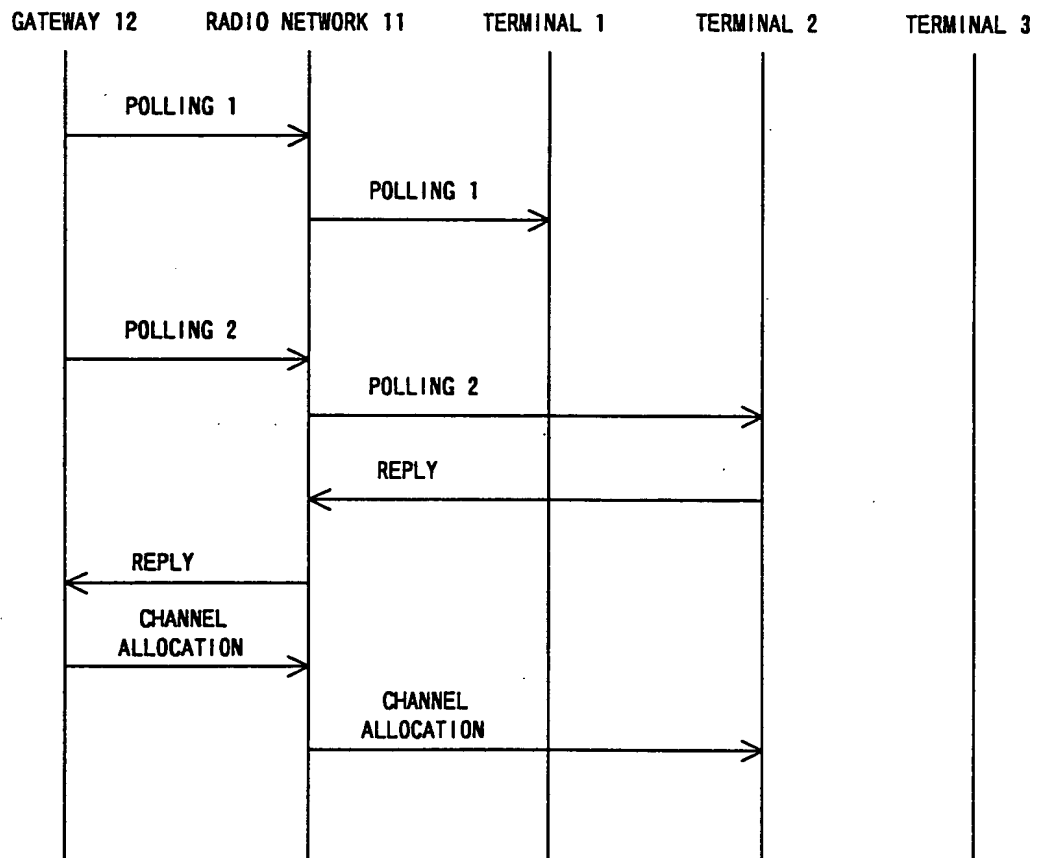 GATEWAY 12 RADIO NETWORK 11 TERMINAL 1 TERMINAL 2 TERMINAL 3
POLLING 1
POLLING 1
POLLING 2
POLLING 2
REPLY
REPLY
CHANNEL
ALLOCATION
CHANNEL
ALLOCATION